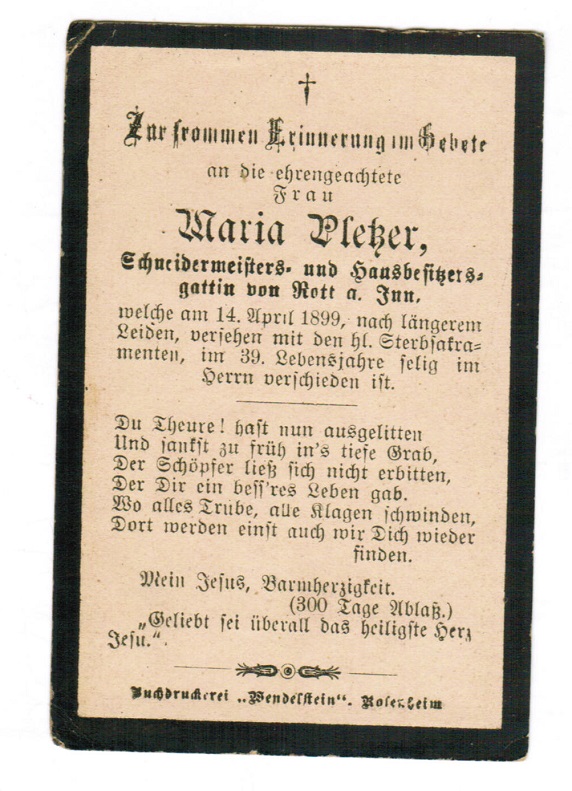 Zur frommen Erinnerung im Gebete
an die ehrengeachtete
Frau
Maria Pletzer,
Schneidermeisters- und Hausbesitzers-
gattin von Rott a. Inn,
welche am 14. April 1899, nach längerem
Leiden, versehen mit den hl. Sterbsakra-
menten, im 39. Lebensjahre selig im
Herrn verschieden ist.
Du Theure! hast nun ausgelitten
Und sankst zu früh in's tiefe Grab,
Der Schöpfer ließ sich nicht erbitten,
Der Dir ein bess'res Leben gab.
Wo alles Trübe, alle Klagen schwinden,
Dort werden einst auch wir Dich wieder
finden.
Mein Jesus, Barmherzigkeit.
(300 Tage Ablaß.)
„Geliebt sei überall das heiligste Herz
Jesu."
Buchdruckerei „Wendelstein". Rosenheim